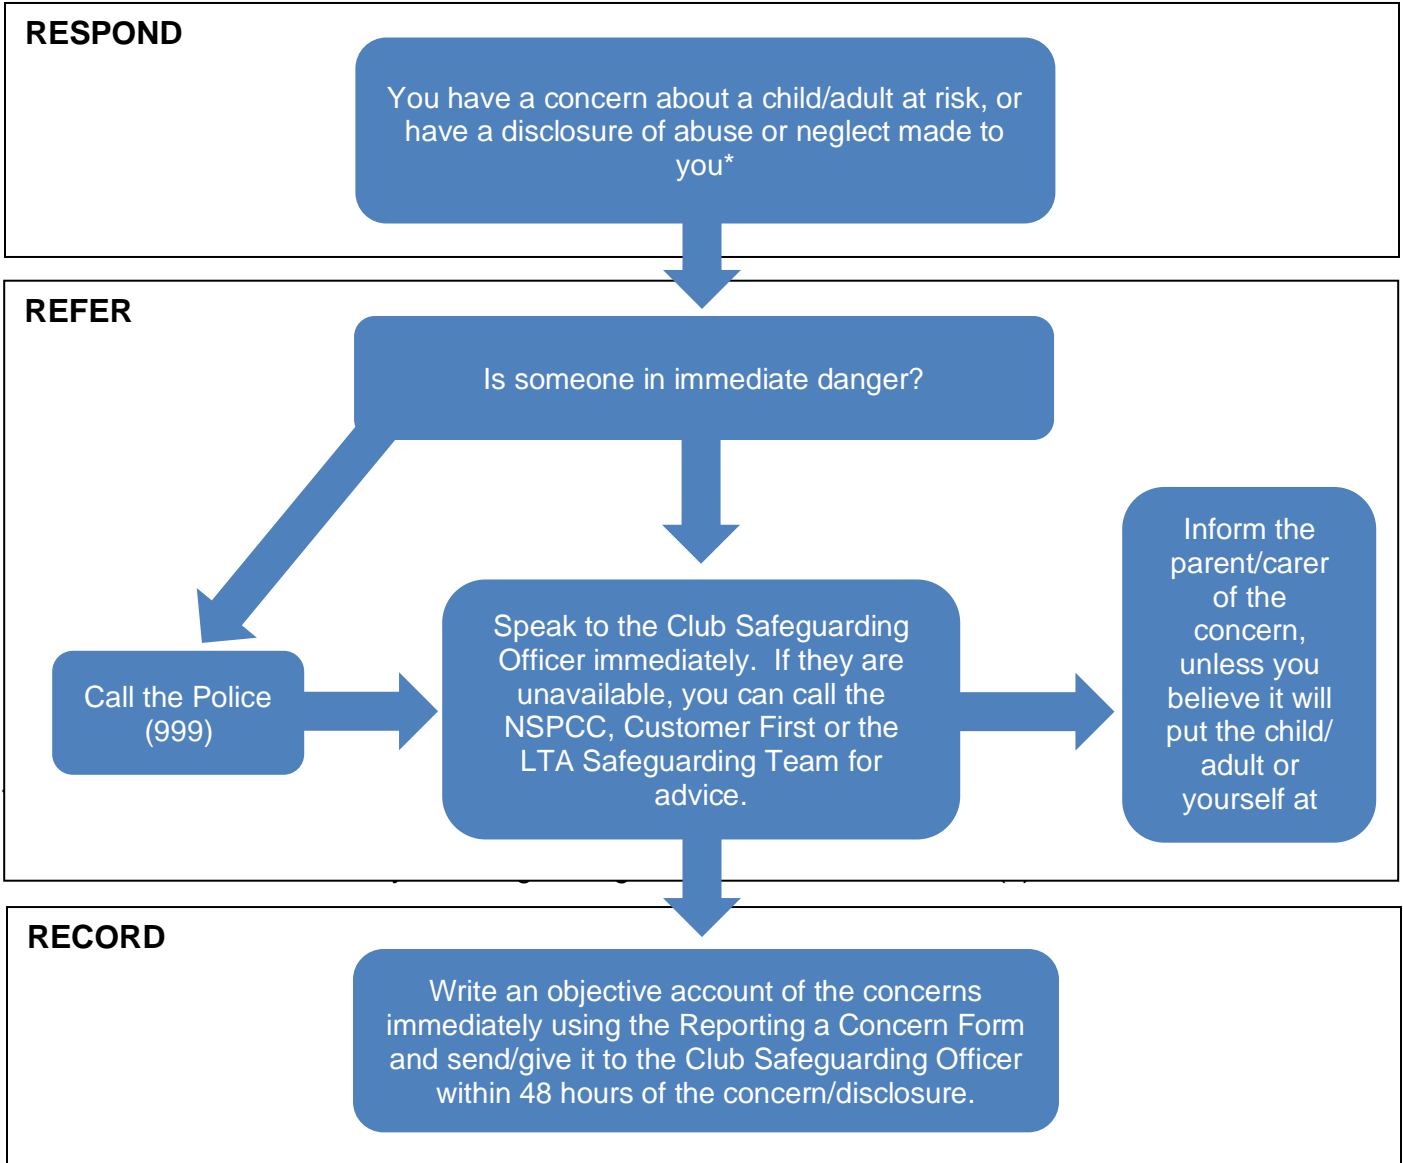 RESPOND
You have a concern about a child/adult at risk, or
have a disclosure of abuse or neglect made to
you*
REFER
Is someone in immediate danger?
Call the Police
(999)
Speak to the Club Safeguarding
Officer immediately.  If they are
unavailable, you can call the
NSPCC, Customer First or the
LTA Safeguarding Team for
advice.
Inform the
parent/carer
of the
concern,
unless you
believe it will
put the child/
adult or
yourself at
RECORD
Write an objective account of the concerns
immediately using the Reporting a Concern Form
and send/give it to the Club Safeguarding Officer
within 48 hours of the concern/disclosure.